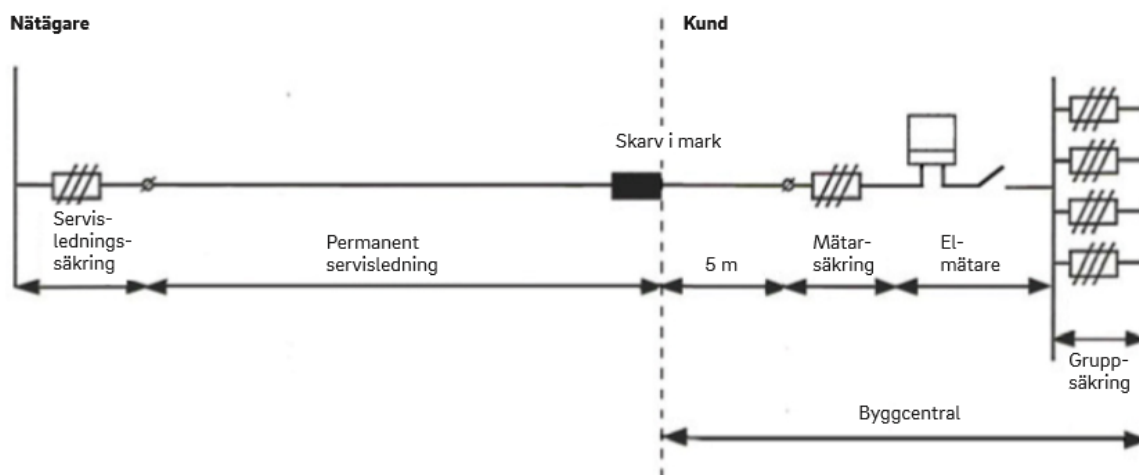 Nätägare
Kund
Skarv i mark
Servis-
lednings-
säkring
Permanent
servisledning
5 m
Mätar-
säkring
El-
mätare
Grupp-
säkring
Byggcentral